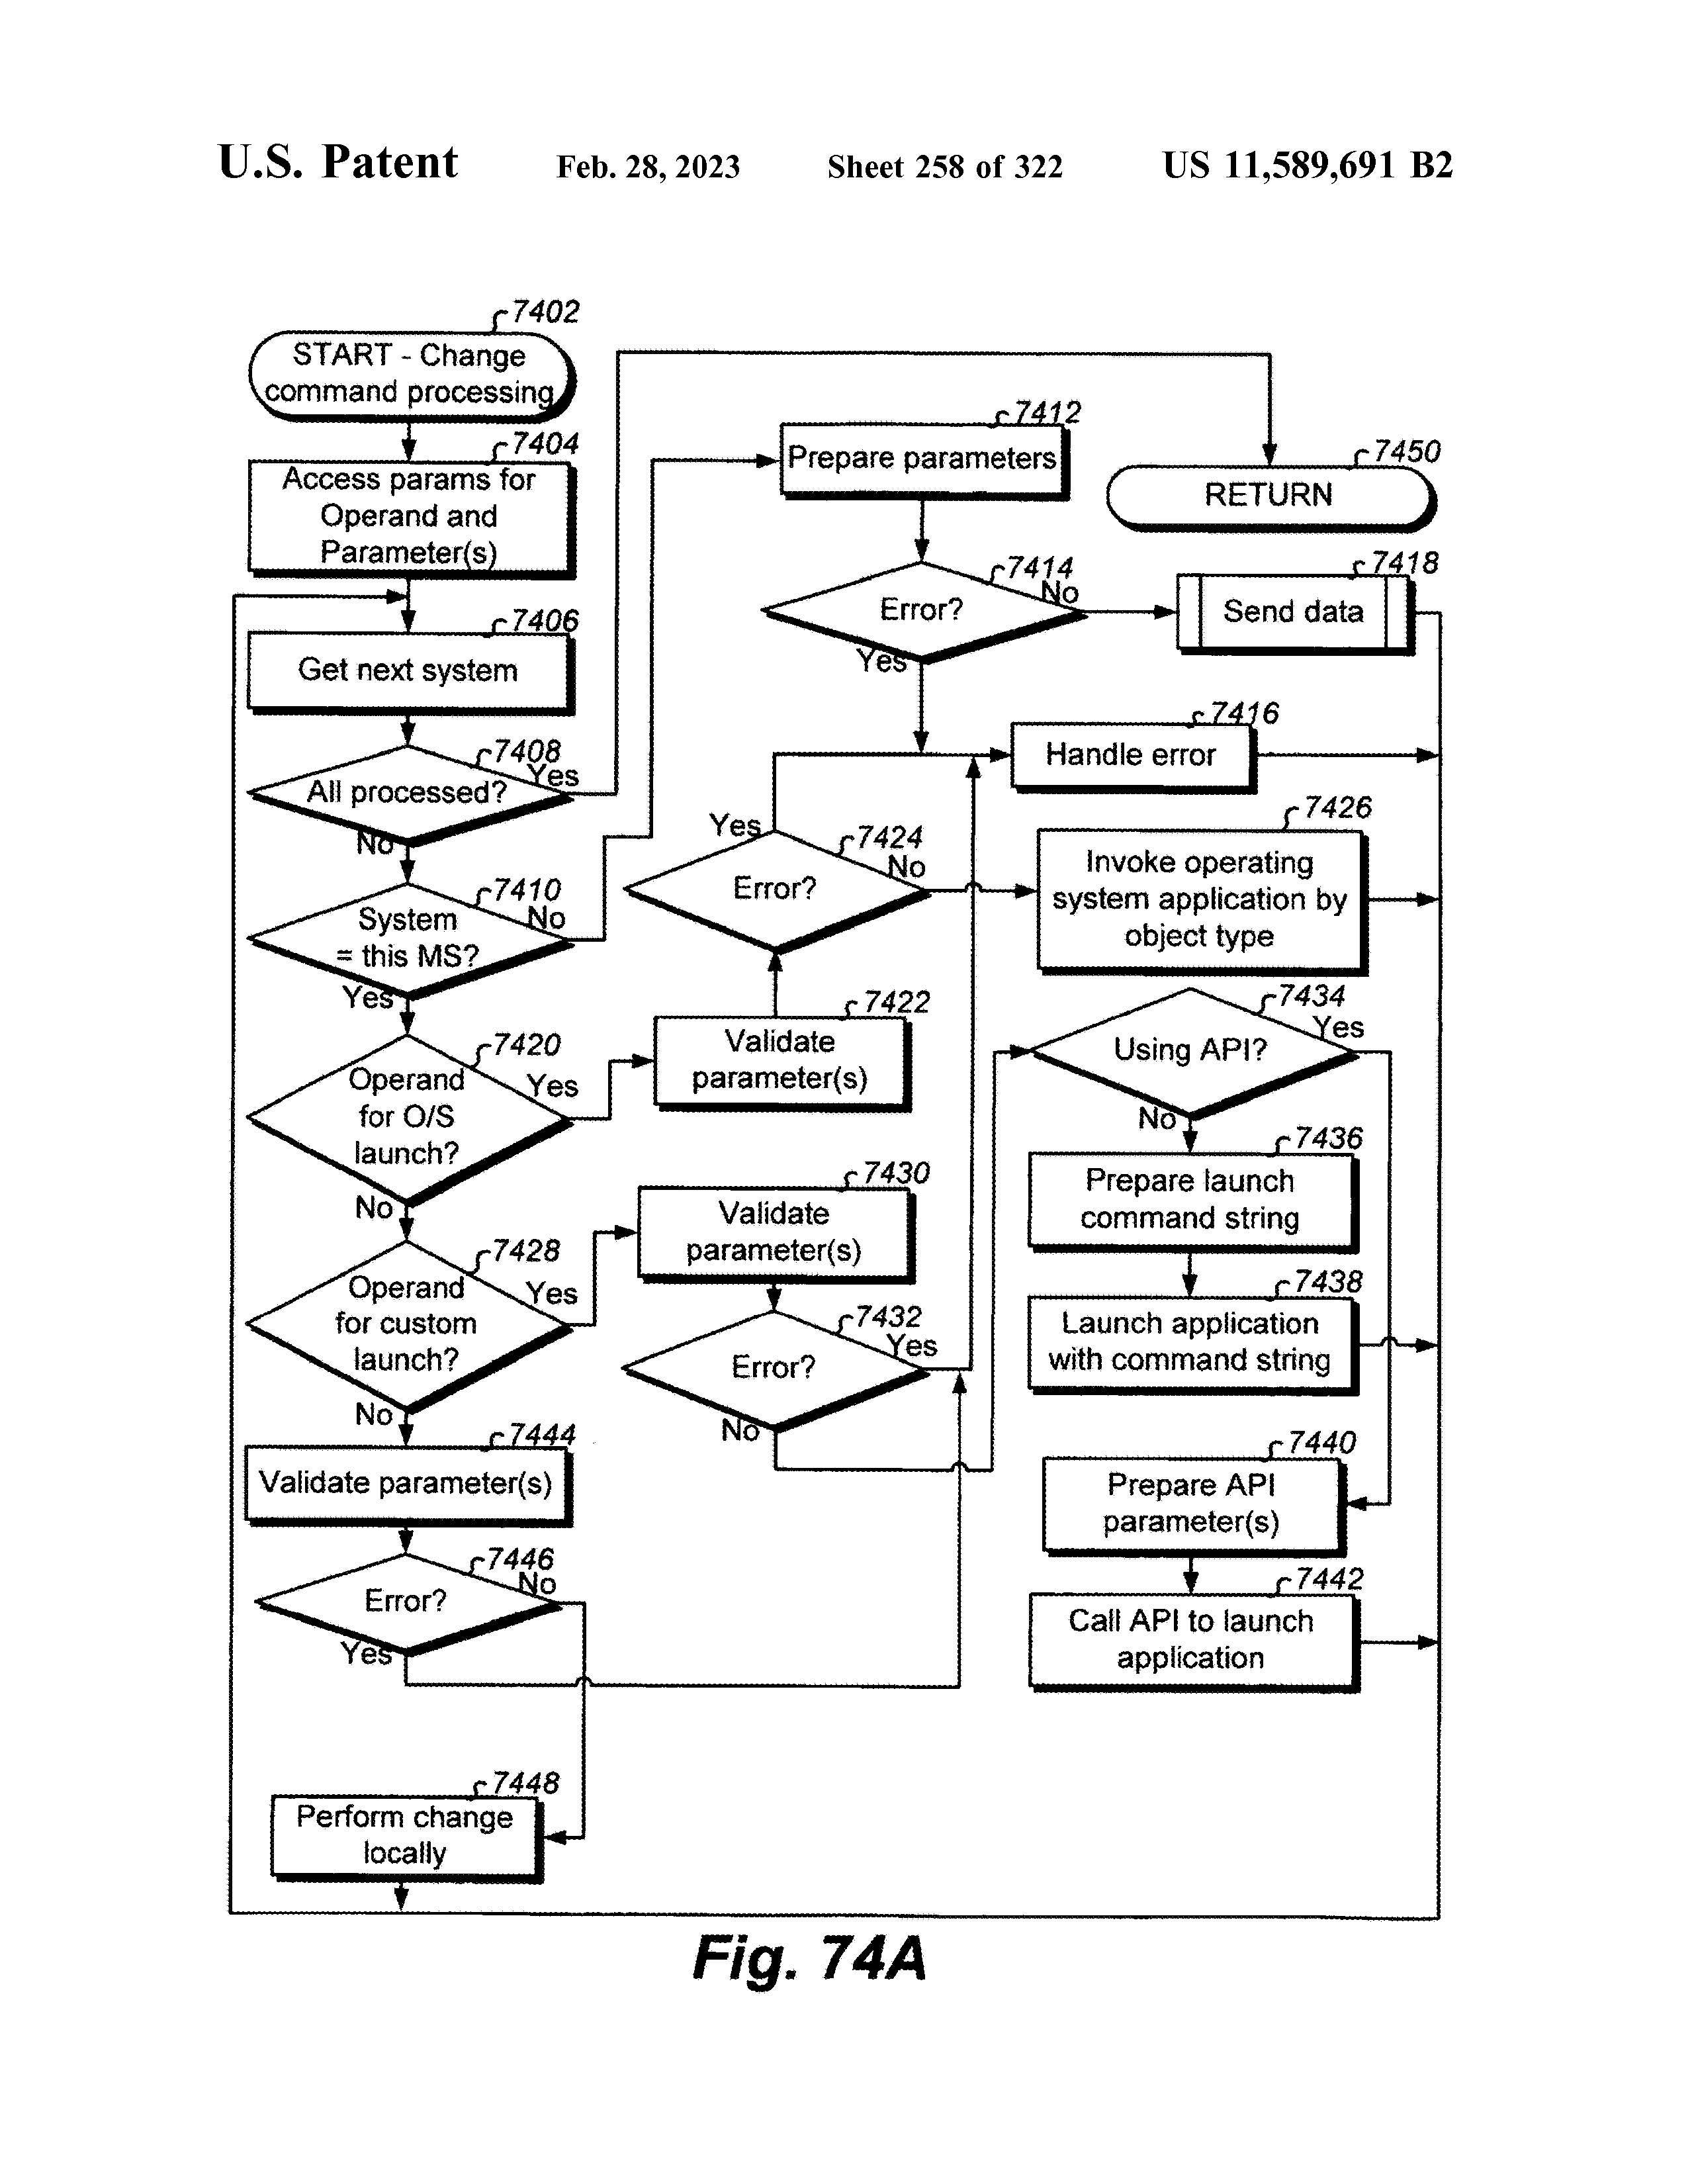 U.S. Patent Feb. 28, 2023 Sheet 258 of 322 US 11,589,691 B2
7402
START - Change
command processing
7404
Access params for
Operand and
Parameter(s)
7406
Get next system
7408
All processed?
Yes
No
7410
System
= this MS?
No
Yes
7420
Operand
for O/S
launch?
Yes
No
7428
Operand
for custom
launch?
Yes
No
7444
Validate parameter(s)
7446
Error?
No
Yes
7448
Perform change
locally
7412
Prepare parameters
7414
Error?
No
Yes
7424
Error?
Yes
No
7422
Validate
parameter(s)
7430
Validate
parameter(s)
7432
Error?
Yes
No
7450
RETURN
7418
Send data
7416
Handle error
7426
Invoke operating
system application by
object type
7434
Using API?
Yes
No
7436
Prepare launch
command string
7438
Launch application
with command string
7440
Prepare API
parameter(s)
7442
Call API to launch
application
Fig. 74A